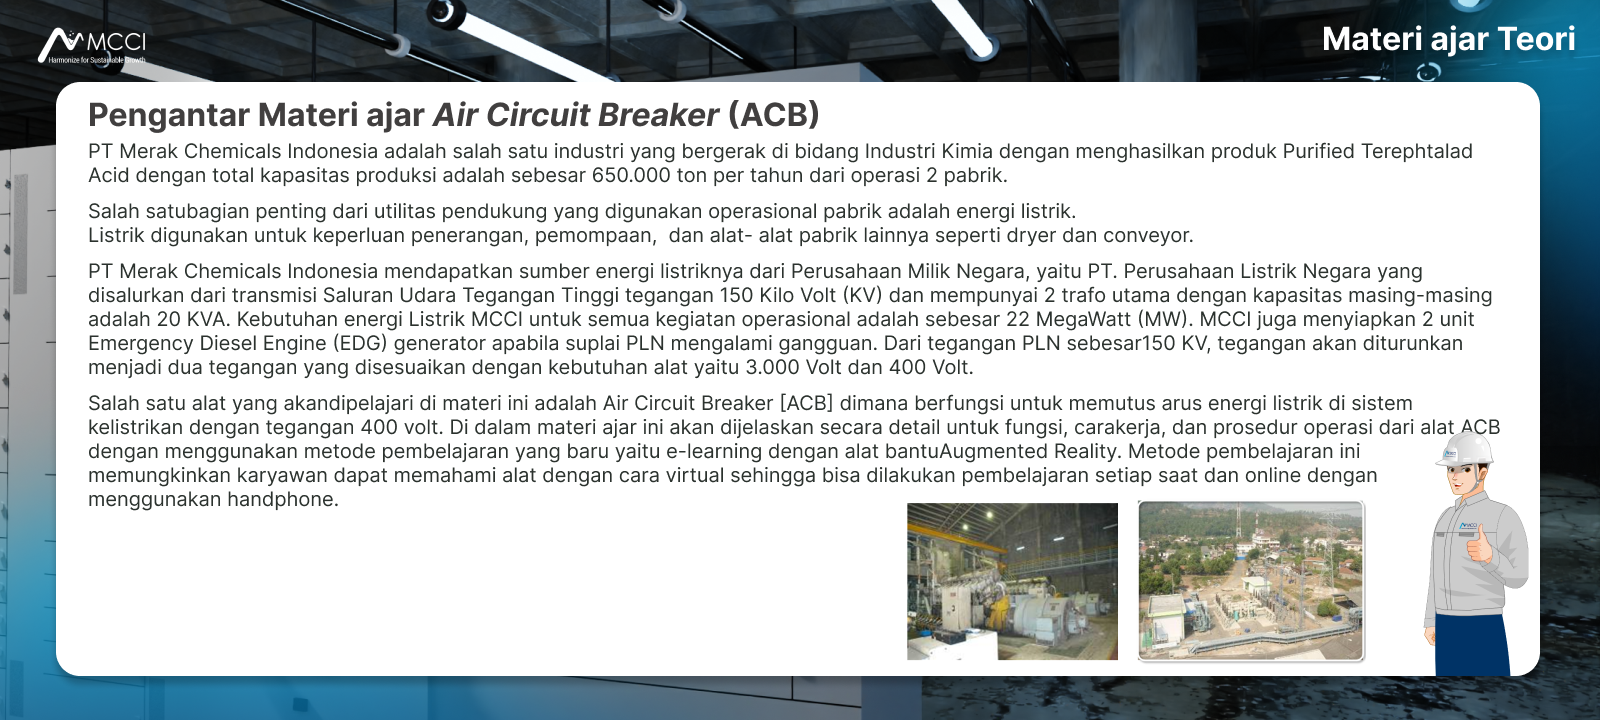 MCCI
Harmonize for Sustainable Growth
Materi ajar Teori
Pengantar Materi ajar Air Circuit Breaker (ACB)
PT Merak Chemicals Indonesia adalah salah satu industri yang bergerak di bidang Industri Kimia dengan menghasilkan produk Purified Terephtalad
Acid dengan total kapasitas produksi adalah sebesar 650.000 ton per tahun dari operasi 2 pabrik.
Salah satubagian penting dari utilitas pendukung yang digunakan operasional pabrik adalah energi listrik.
Listrik digunakan untuk keperluan penerangan, pemompaan,  dan alat- alat pabrik lainnya seperti dryer dan conveyor.
PT Merak Chemicals Indonesia mendapatkan sumber energi listriknya dari Perusahaan Milik Negara, yaitu PT. Perusahaan Listrik Negara yang
disalurkan dari transmisi Saluran Udara Tegangan Tinggi tegangan 150 Kilo Volt (KV) dan mempunyai 2 trafo utama dengan kapasitas masing-masing
adalah 20 KVA. Kebutuhan energi Listrik MCCI untuk semua kegiatan operasional adalah sebesar 22 MegaWatt (MW). MCCI juga menyiapkan 2 unit
Emergency Diesel Engine (EDG) generator apabila suplai PLN mengalami gangguan. Dari tegangan PLN sebesar150 KV, tegangan akan diturunkan
menjadi dua tegangan yang disesuaikan dengan kebutuhan alat yaitu 3.000 Volt dan 400 Volt.
Salah satu alat yang akandipelajari di materi ini adalah Air Circuit Breaker [ACB] dimana berfungsi untuk memutus arus energi listrik di sistem
kelistrikan dengan tegangan 400 volt. Di dalam materi ajar ini akan dijelaskan secara detail untuk fungsi, carakerja, dan prosedur operasi dari alat ACB
dengan menggunakan metode pembelajaran yang baru yaitu e-learning dengan alat bantuAugmented Reality. Metode pembelajaran ini
memungkinkan karyawan dapat memahami alat dengan cara virtual sehingga bisa dilakukan pembelajaran setiap saat dan online dengan
menggunakan handphone.
MCCI